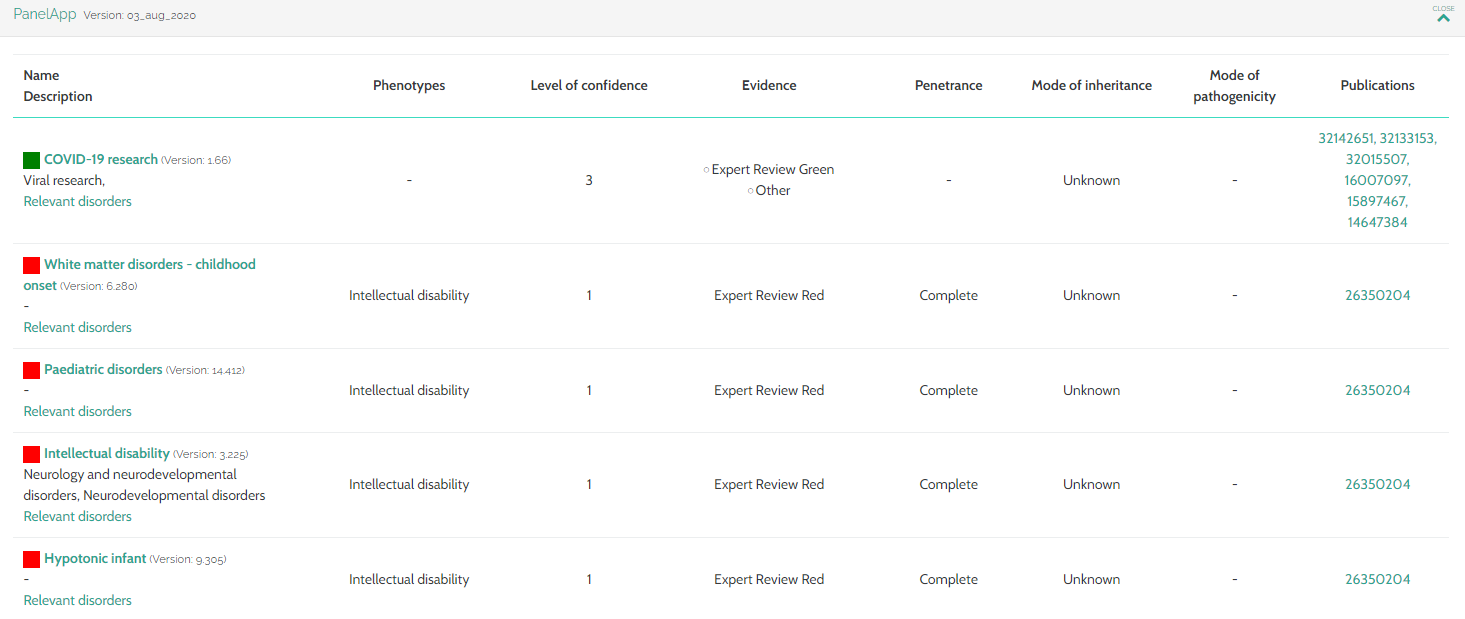 PanelApp Version: 03_aug_2020
CLOSE
Name
Description
Phenotypes
Level of confidence
Evidence
Penetrance
Mode of inheritance
Mode of
pathogenicity
Publications
COVID-19 research (Version: 1.66)
Viral research,
Relevant disorders
-
3
Expert Review Green
Other
-
Unknown
-
32142651, 32133153,
32015507,
16007097,
15897467,
14647384
White matter disorders - childhood
onset (Version: 6.280)
-
Relevant disorders
Intellectual disability
1
Expert Review Red
Complete
Unknown
-
26350204
Paediatric disorders (Version: 14.412)
-
Relevant disorders
Intellectual disability
1
Expert Review Red
Complete
Unknown
-
26350204
Intellectual disability (Version: 3.225)
Neurology and neurodevelopmental
disorders, Neurodevelopmental disorders
Relevant disorders
Intellectual disability
1
Expert Review Red
Complete
Unknown
-
26350204
Hypotonic infant (Version: 9.305)
-
Relevant disorders
Intellectual disability
1
Expert Review Red
Complete
Unknown
-
26350204